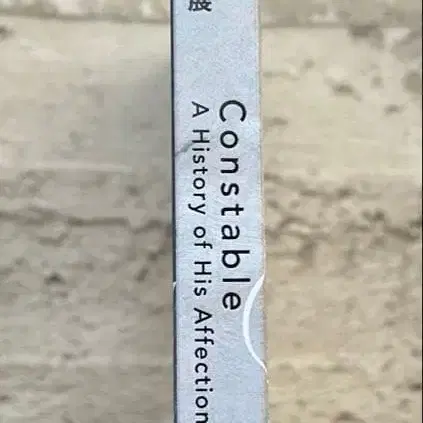 展
Constable
A History of His Affection